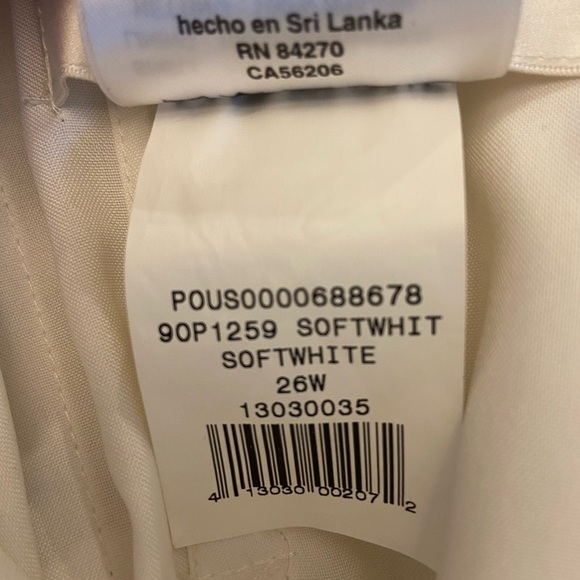 hecho en Sri Lanka
RN 84270
CA56206
POUS0000688678
90P1259 SOFTWHIT
SOFTWHITE
26W
13030035
4 13030 00207 2